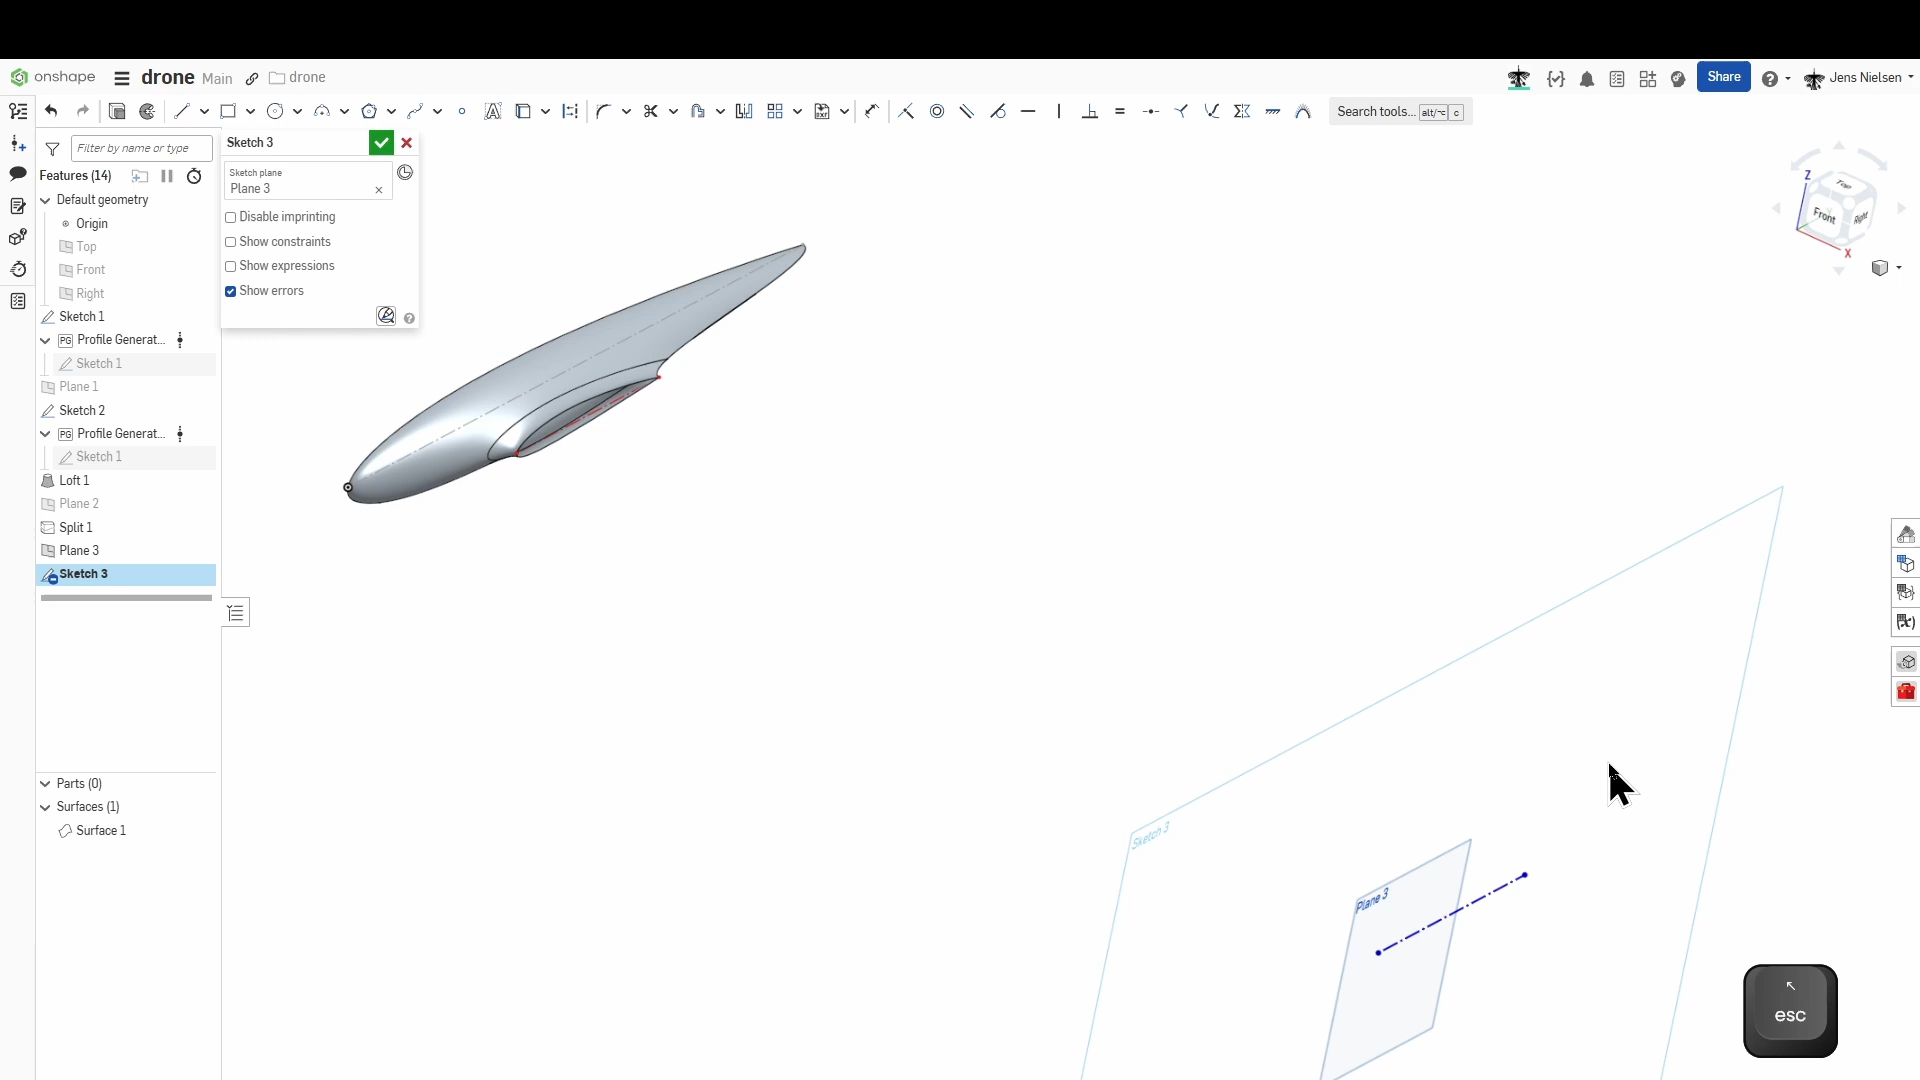 onshape drone Main drone Share Jens Nielsen
Search tools... alt/⌥ c
Filter by name or type
Features (14)
Default geometry
Origin
Top
Front
Right
Sketch 1
PG Profile Generat...
Sketch 1
Plane 1
Sketch 2
PG Profile Generat...
Sketch 1
Loft 1
Plane 2
Split 1
Plane 3
Sketch 3
Parts (0)
Surfaces (1)
Surface 1
Sketch 3
Sketch plane
Plane 3
Disable imprinting
Show constraints
Show expressions
Show errors
Z
Top
Front
Right
X
Sketch 3
Plane 3
esc